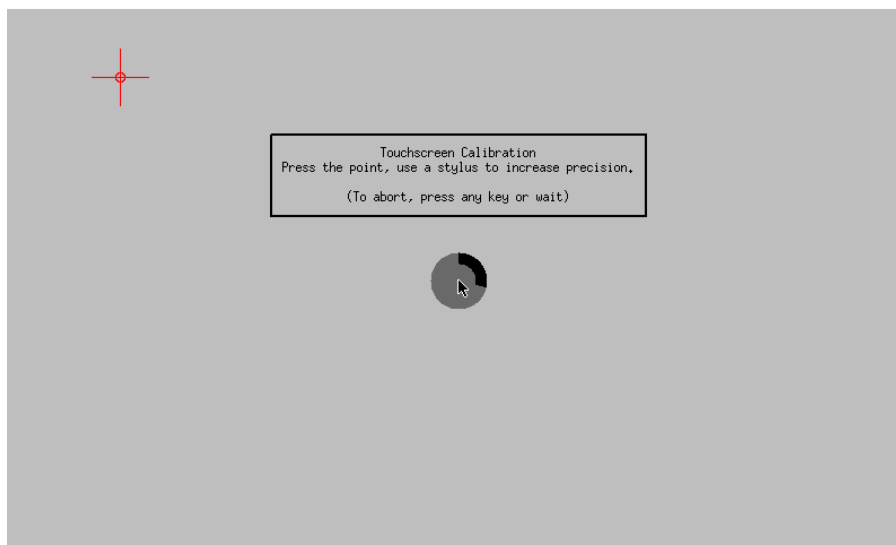 Touchscreen Calibration
Press the point, use a stylus to increase precision.
(To abort, press any key or wait)